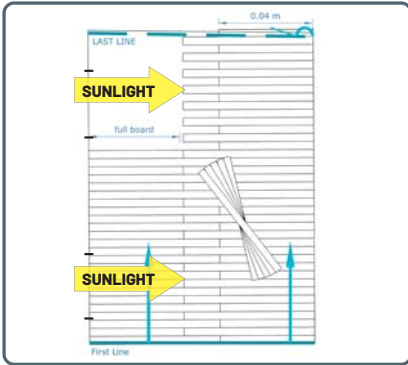 0.04 m
LAST LINE
SUNLIGHT
full board
SUNLIGHT
First Line